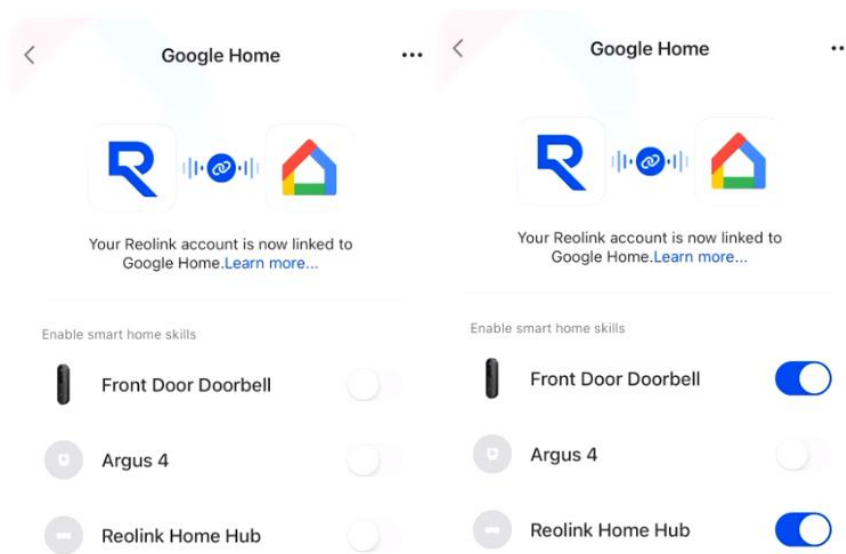 Google Home
Your Reolink account is now linked to
Google Home.Learn more...
Enable smart home skills
Front Door Doorbell
Argus 4
Reolink Home Hub
Google Home
Your Reolink account is now linked to
Google Home.Learn more...
Enable smart home skills
Front Door Doorbell
Argus 4
Reolink Home Hub